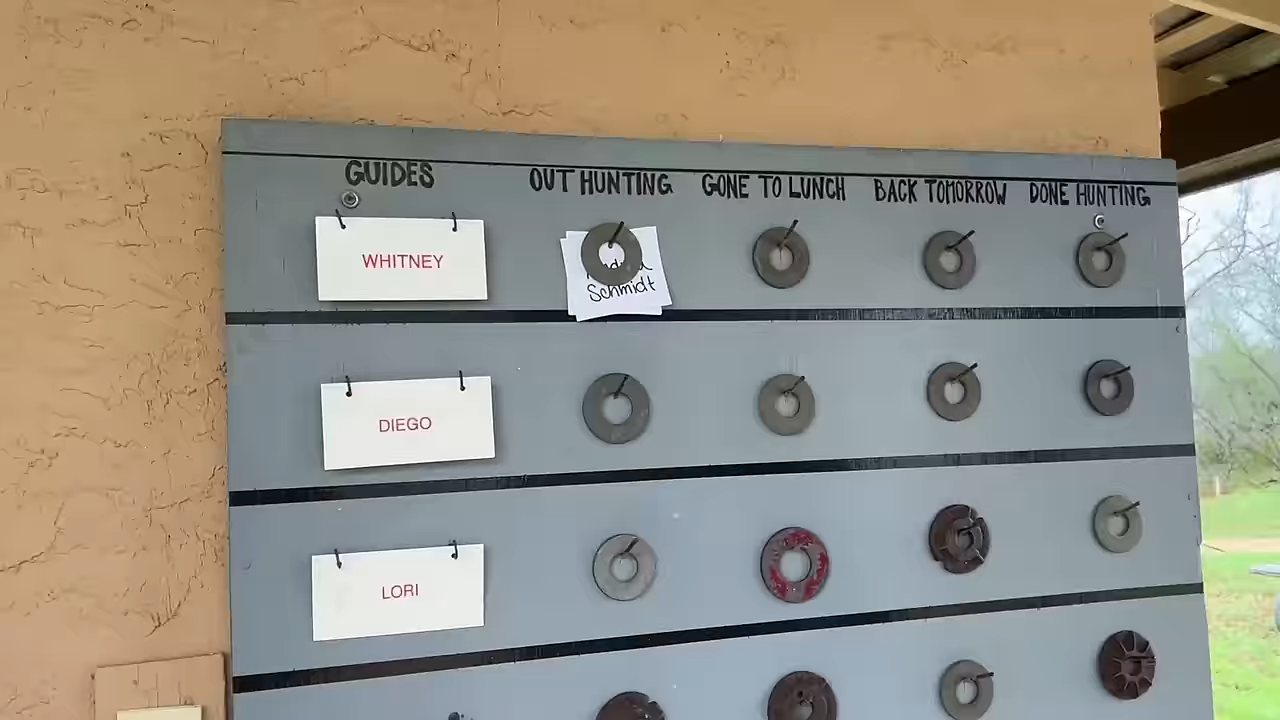 GUIDES OUT HUNTING GONE TO LUNCH BACK TOMORROW DONE HUNTING
WHITNEY
Schmidt
DIEGO
LORI